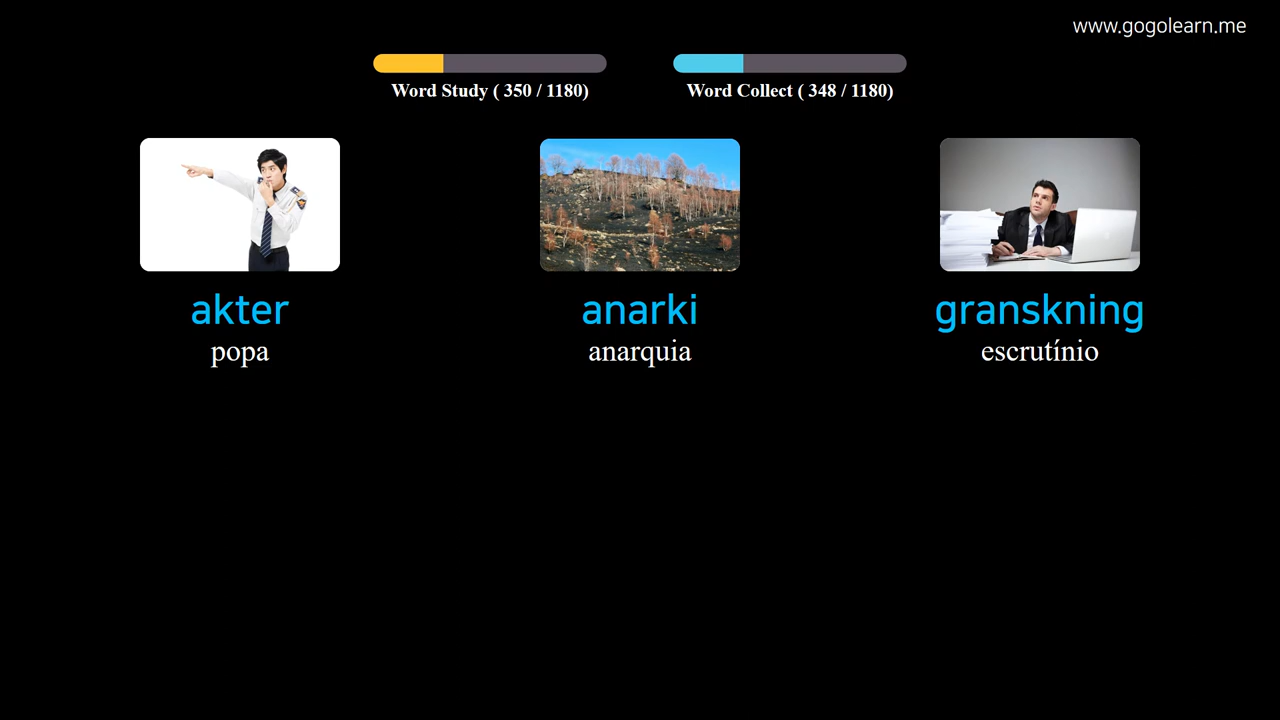 www.gogolearn.me
Word Study ( 350 / 1180)
Word Collect ( 348 / 1180)
akter
anarki
granskning
popa
anarquia
escrutínio